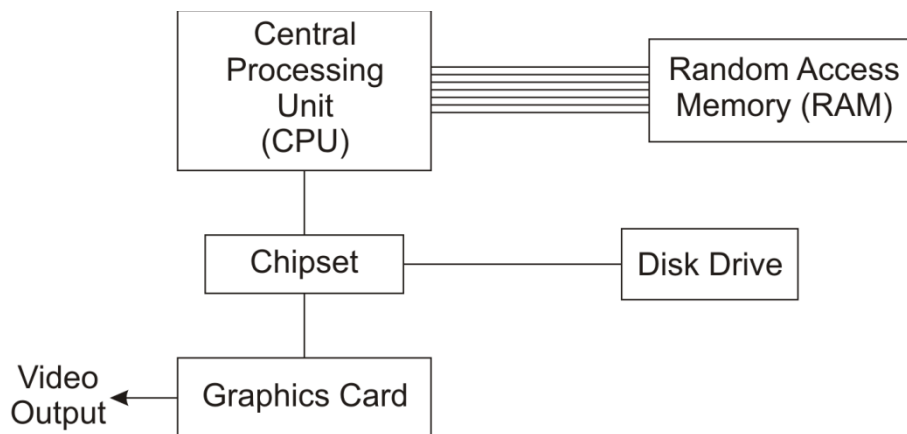 Central
Processing
Unit
(CPU)
Random Access
Memory (RAM)
Chipset
Disk Drive
Video
Output
Graphics Card